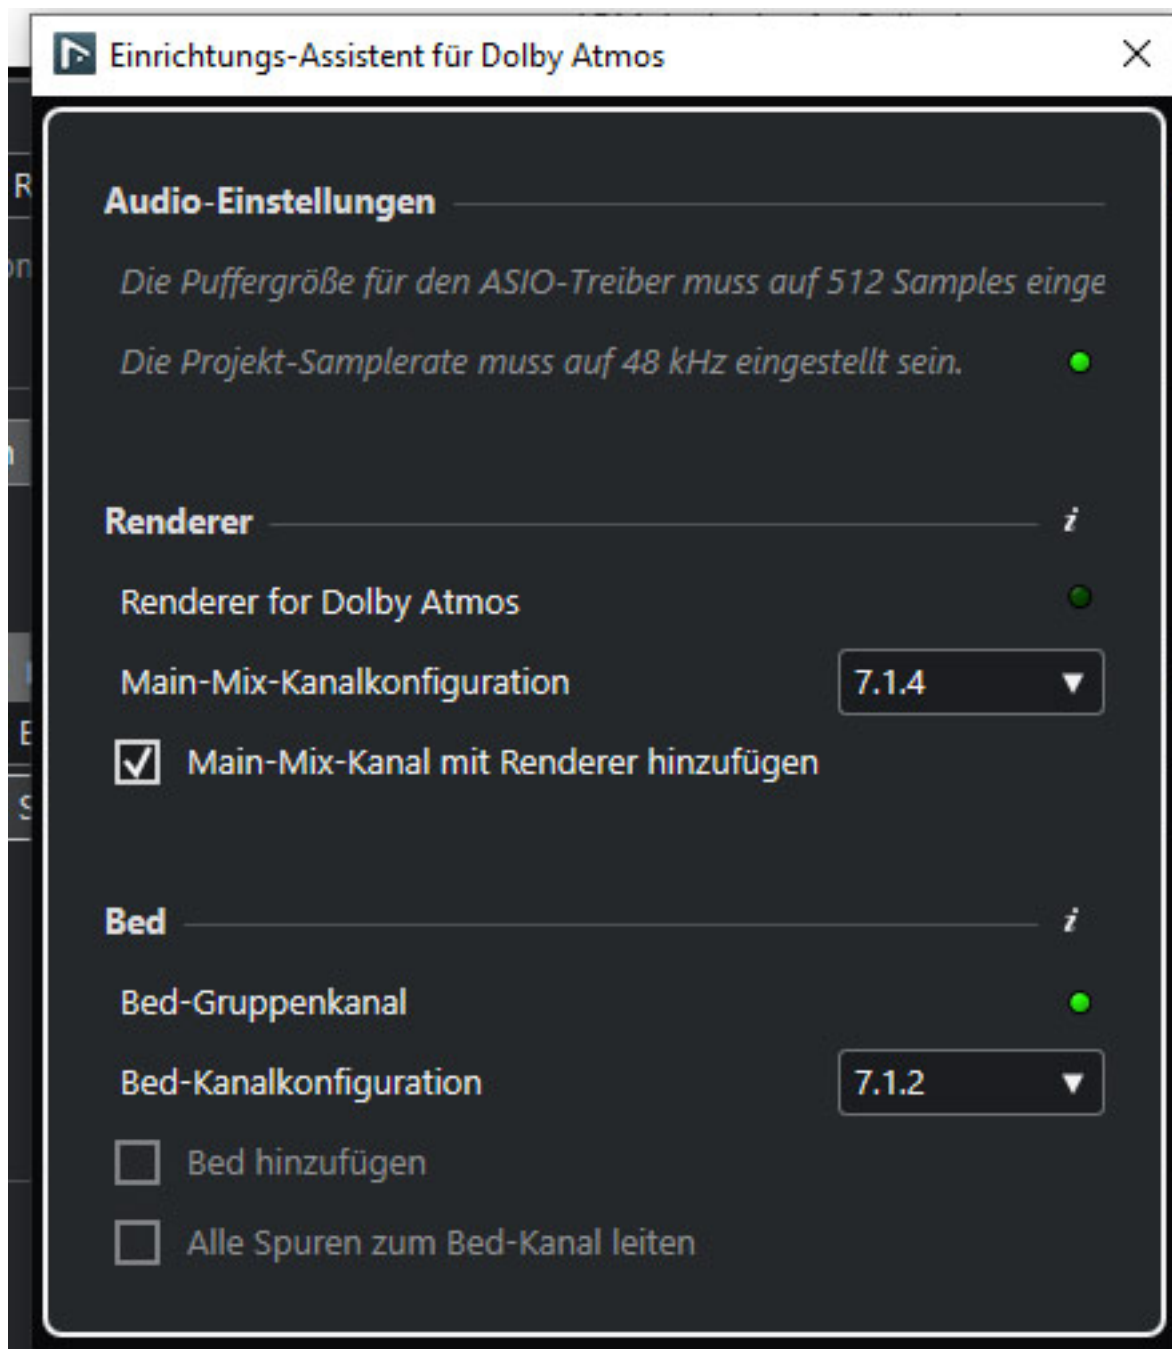 Einrichtungs-Assistent für Dolby Atmos
Audio-Einstellungen
Die Puffergröße für den ASIO-Treiber muss auf 512 Samples einge
Die Projekt-Samplerate muss auf 48 kHz eingestellt sein.
Renderer
i
Renderer for Dolby Atmos
Main-Mix-Kanalkonfiguration
7.1.4
Main-Mix-Kanal mit Renderer hinzufügen
Bed
i
Bed-Gruppenkanal
Bed-Kanalkonfiguration
7.1.2
Bed hinzufügen
Alle Spuren zum Bed-Kanal leiten